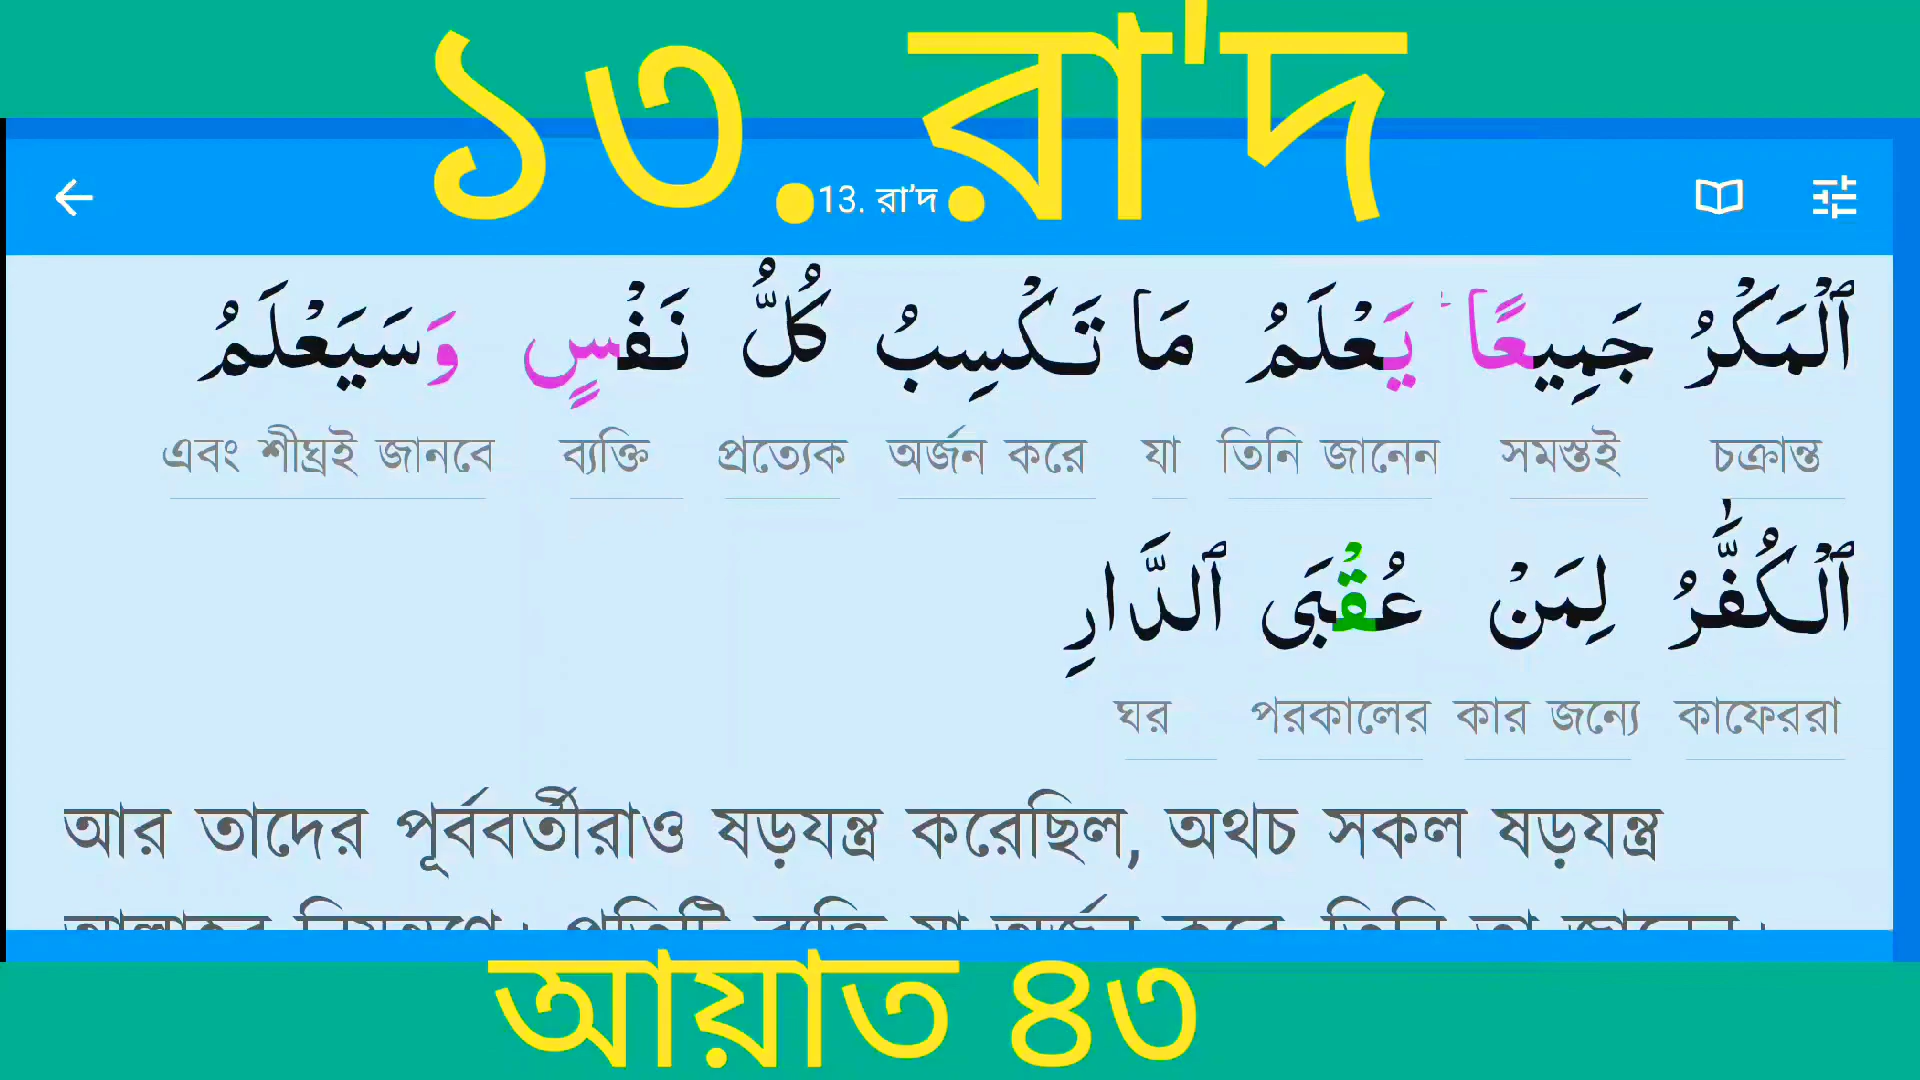 ১৩. রা'দ
13. রা'দ
ٱلْمَكْرُ جَمِيعًا ۖ يَعْلَمُ مَا تَكْسِبُ كُلُّ نَفْسٍ وَسَيَعْلَمُ
চক্রান্ত সমস্তই তিনি জানেন যা অর্জন করে প্রত্যেক ব্যক্তি এবং শীঘ্রই জানবে
ٱلْكُفَّٰرُ لِمَنْ عُقْبَى ٱلدَّارِ
কাফেররা কার জন্যে পরকালের ঘর
আর তাদের পূর্ববর্তীরাও ষড়যন্ত্র করেছিল, অথচ সকল ষড়যন্ত্র
আয়াত ৪৩